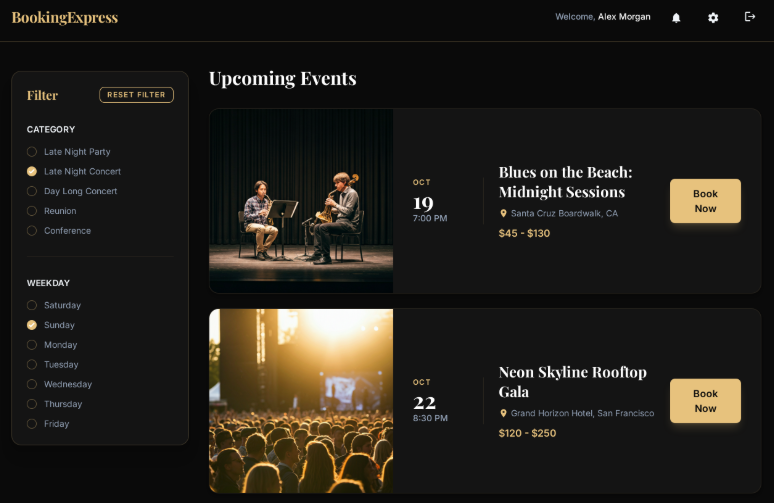 BookingExpress
Welcome, Alex Morgan
Filter
RESET FILTER
CATEGORY
Late Night Party
Late Night Concert
Day Long Concert
Reunion
Conference
WEEKDAY
Saturday
Sunday
Monday
Tuesday
Wednesday
Thursday
Friday
Upcoming Events
OCT
19
7:00 PM
Blues on the Beach:
Midnight Sessions
Santa Cruz Boardwalk, CA
$45 - $130
Book
Now
OCT
22
8:30 PM
Neon Skyline Rooftop
Gala
Grand Horizon Hotel, San Francisco
$120 - $250
Book
Now